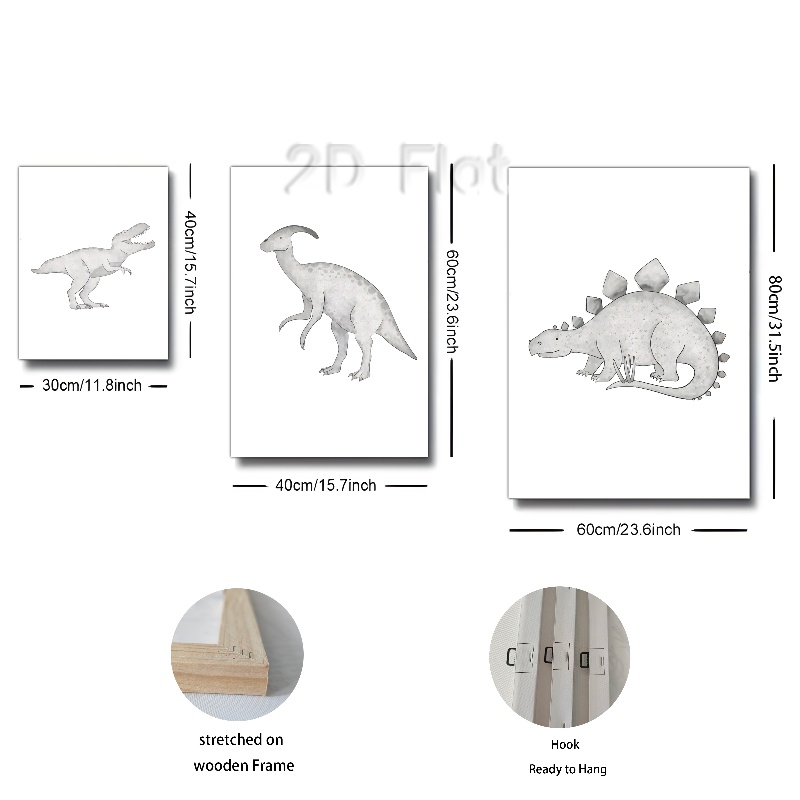 2D Flat
40cm/15.7inch
60cm/23.6inch
80cm/31.5inch
30cm/11.8inch
40cm/15.7inch
60cm/23.6inch
stretched on
wooden Frame
Hook
Ready to Hang